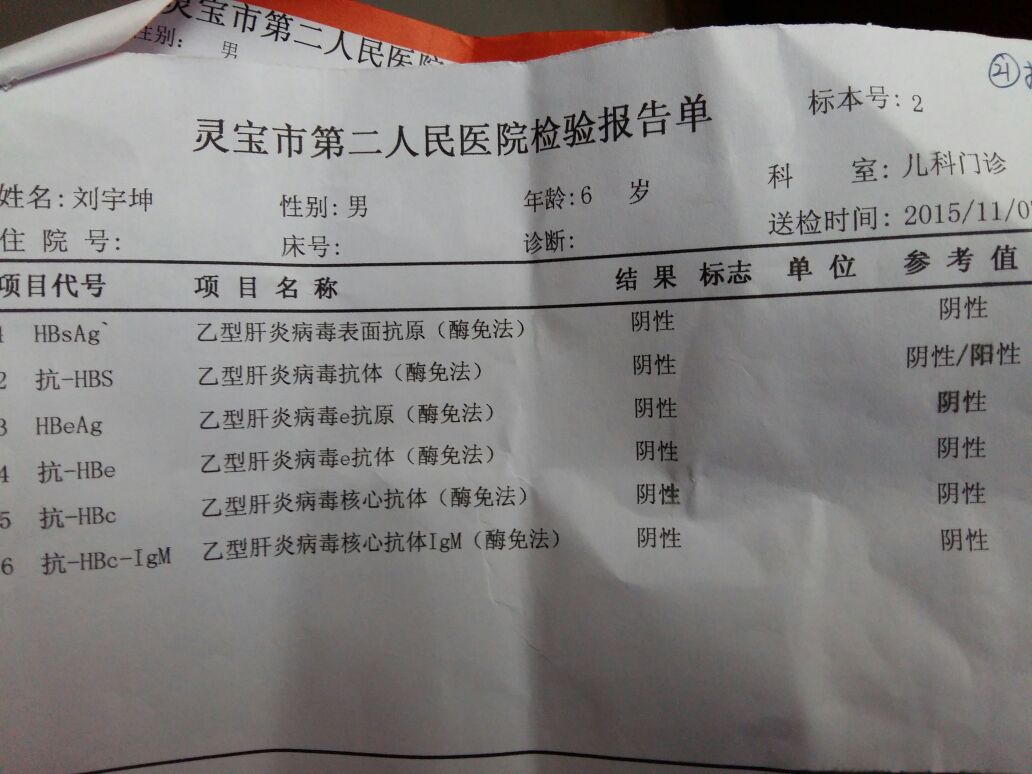 灵宝市第二人民医院
性别： 男
㉑
标本号: 2
灵宝市第二人民医院检验报告单
姓名: 刘宇坤 性别: 男 年龄: 6 岁 科 室: 儿科门诊
住 院 号: 床号: 诊断: 送检时间: 2015/11/0
项目代号 项 目 名 称 结 果 标志 单 位 参 考 值
1 HBsAg` 乙型肝炎病毒表面抗原（酶免法） 阴性 阴性
2 抗-HBS 乙型肝炎病毒抗体（酶免法） 阴性 阴性/阳性
3 HBeAg 乙型肝炎病毒e抗原（酶免法） 阴性 阴性
4 抗-HBe 乙型肝炎病毒e抗体（酶免法） 阴性 阴性
5 抗-HBc 乙型肝炎病毒核心抗体（酶免法） 阴性 阴性
6 抗-HBc-IgM 乙型肝炎病毒核心抗体IgM（酶免法） 阴性 阴性